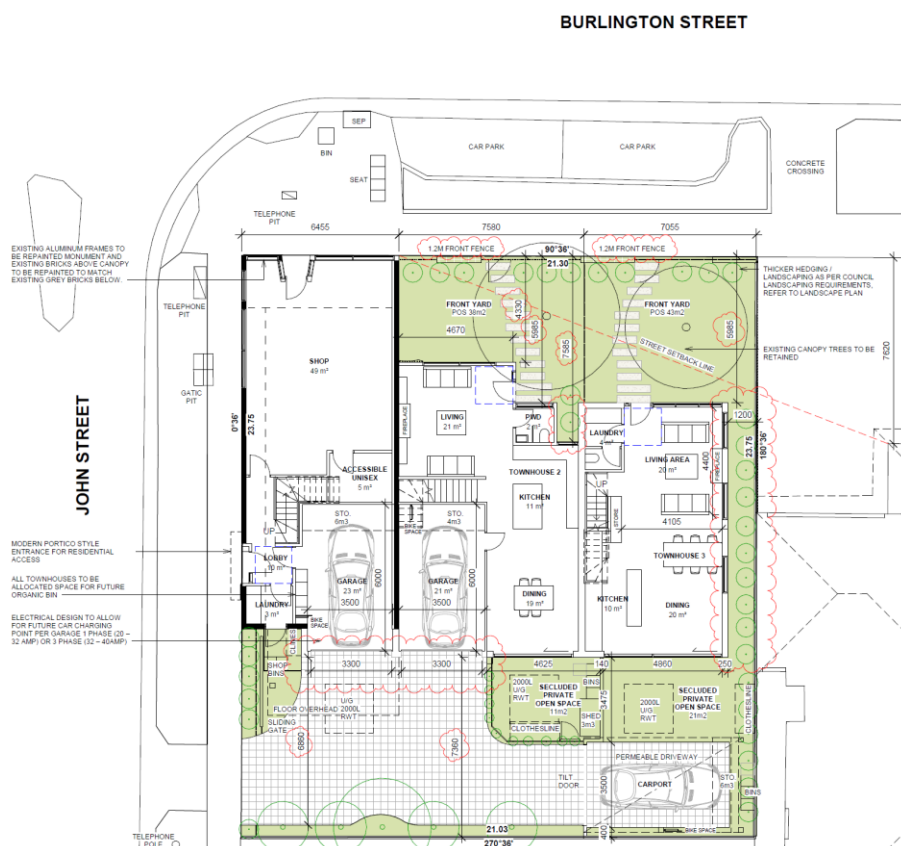 BURLINGTON STREET
SEP
BIN
SEAT
CAR PARK
CAR PARK
CONCRETE
CROSSING
TELEPHONE
PIT
6455
7580
7055
EXISTING ALUMINUM FRAMES TO
BE REPAINTED MONUMENT AND
EXISTING BRICKS ABOVE CANOPY
TO BE REPAINTED TO MATCH
EXISTING GREY BRICKS BELOW.
1.2M FRONT FENCE
90°36'
1.2M FRONT FENCE
21.30
THICKER HEDGING /
LANDSCAPING AS PER COUNCIL
LANDSCAPING REQUIREMENTS,
REFER TO LANDSCAPE PLAN
TELEPHONE
PIT
FRONT YARD
POS 38m2
4330
5985
FRONT YARD
POS 43m2
5985
4670
7585
STREET SETBACK LINE
EXISTING CANOPY TREES TO BE
RETAINED
7620
SHOP
49 m²
GATIC
PIT
JOHN STREET
0°36'
23.75
FIREPLACE
LIVING
21 m²
PWD
2 m²
LAUNDRY
4 m²
LIVING AREA
20 m²
4400
FIREPLACE
1200
23.75
180°36'
ACCESSIBLE
UNISEX
5 m²
TOWNHOUSE 2
KITCHEN
11 m²
UP
STORE
4105
STO.
6m3
STO.
4m3
BIKE
SPACE
UP
MODERN PORTICO STYLE
ENTRANCE FOR RESIDENTIAL
ACCESS
LOBBY
10 m²
TOWNHOUSE 3
ALL TOWNHOUSES TO BE
ALLOCATED SPACE FOR FUTURE
ORGANIC BIN
GARAGE
23 m²
6000
3500
GARAGE
21 m²
6000
3500
DINING
19 m²
KITCHEN
10 m²
DINING
20 m²
LAUNDRY
3 m²
BIKE
SPACE
ELECTRICAL DESIGN TO ALLOW
FOR FUTURE CAR CHARGING
POINT PER GARAGE 1 PHASE (20 –
32 AMP) OR 3 PHASE (32 – 40AMP)
CLINES
SHOP
BINS
3300
3300
4625
140
4860
250
2000L
U/G
RWT
BINS
SECLUDED
PRIVATE
OPEN SPACE
11m2
3475
SHED
3m3
CLOTHESLINE
2000L
U/G
RWT
SECLUDED
PRIVATE
OPEN SPACE
21m2
CLOTHESLINE
U/G
FLOOR OVERHEAD 2000L
RWT
SLIDING
GATE
6860
7360
PERMEABLE DRIVEWAY
TILT
DOOR
3500
CARPORT
STO.
6m3
BINS
BIKE SPACE
400
21.03
270°36'
TELEPHONE
POLE